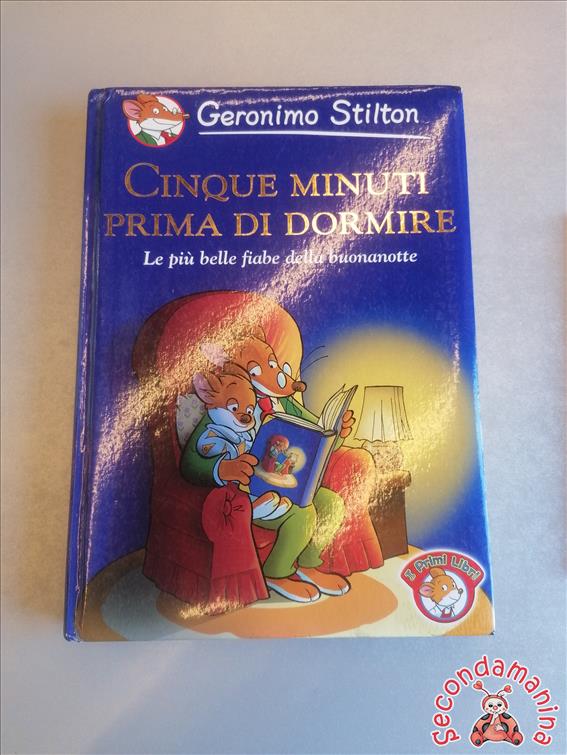 Geronimo Stilton
CINQUE MINUTI
PRIMA DI DORMIRE
Le più belle fiabe della buonanotte
I Primi Libri
Secondamanina